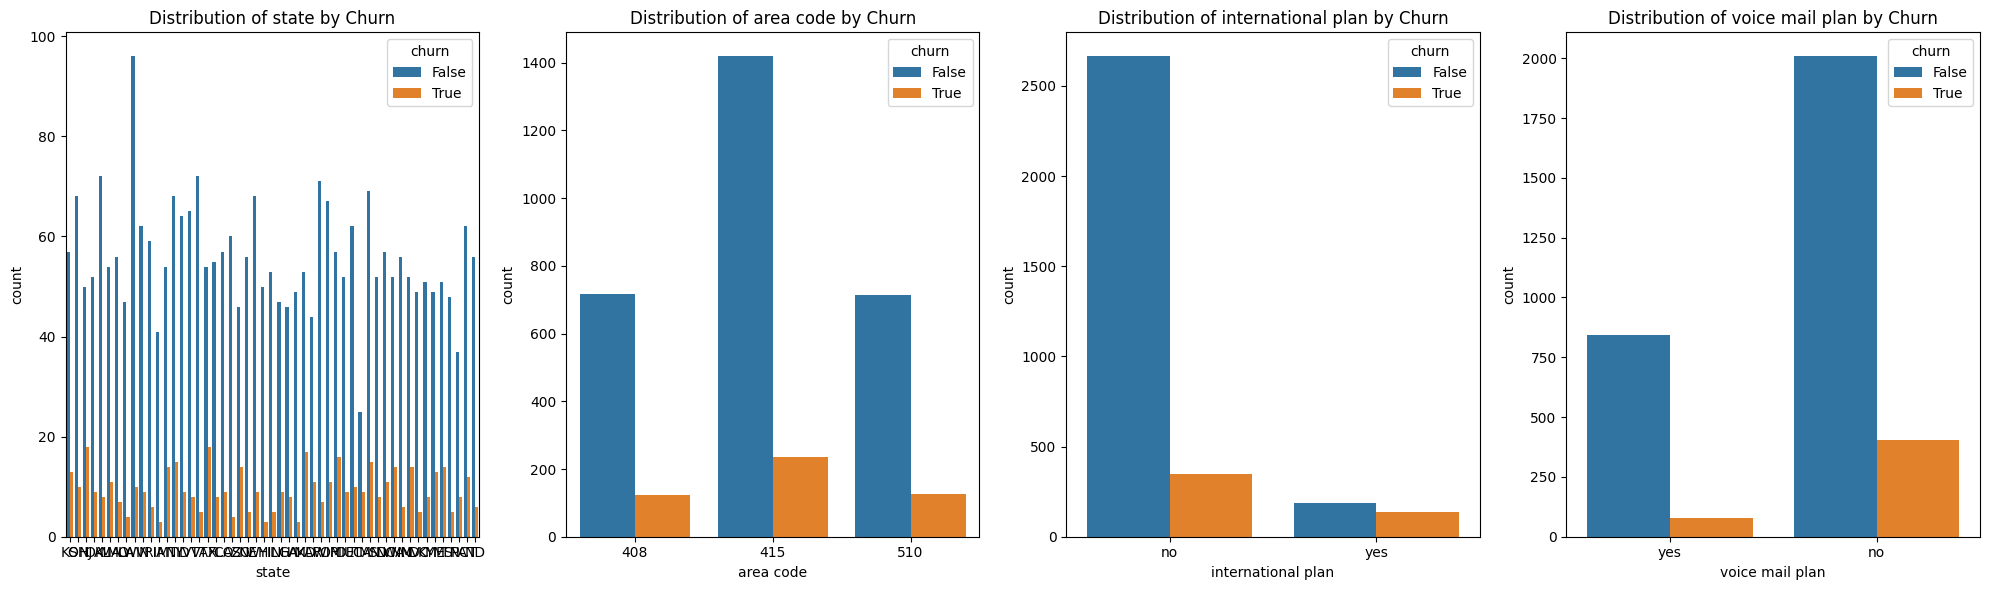 Distribution of state by Churn
churn
False
True
100
80
60
40
20
0
count
state
Distribution of area code by Churn
churn
False
True
1400
1200
1000
800
600
400
200
0
count
408 415 510
area code
Distribution of international plan by Churn
churn
False
True
2500
2000
1500
1000
500
0
count
no yes
international plan
Distribution of voice mail plan by Churn
churn
False
True
2000
1750
1500
1250
1000
750
500
250
0
count
yes no
voice mail plan